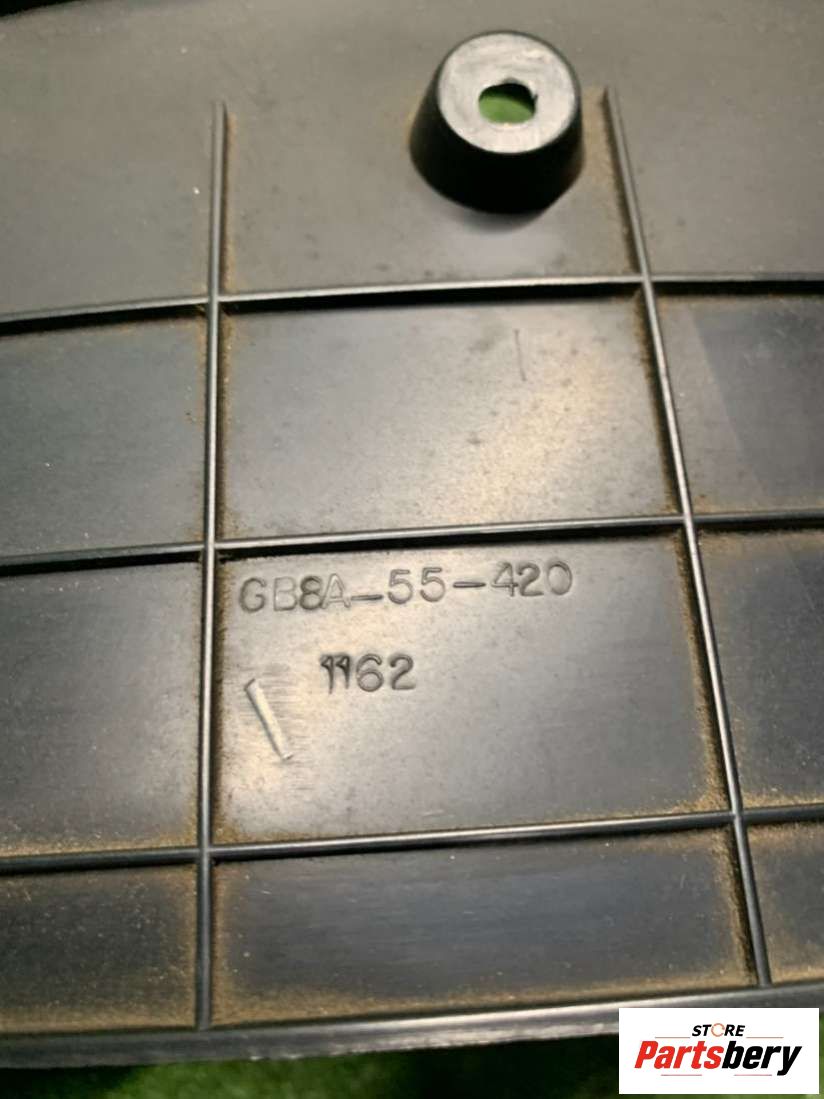 GB8A-55-420
1162
STORE
Partsbery